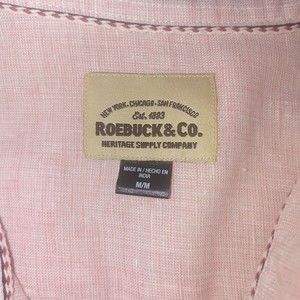 NEW YORK · CHICAGO · SAN FRANCISCO
Est. 1893
ROEBUCK & CO.
HERITAGE SUPPLY COMPANY
MADE IN / HECHO EN
INDIA
M/M